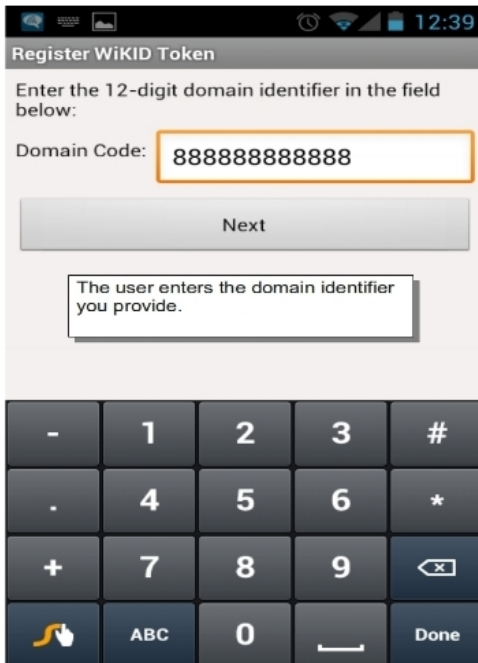 12:39
Register WiKID Token
Enter the 12-digit domain identifier in the field
below:
Domain Code: 888888888888
Next
The user enters the domain identifier
you provide.
- 1 2 3 #
. 4 5 6 *
+ 7 8 9
ABC 0 Done